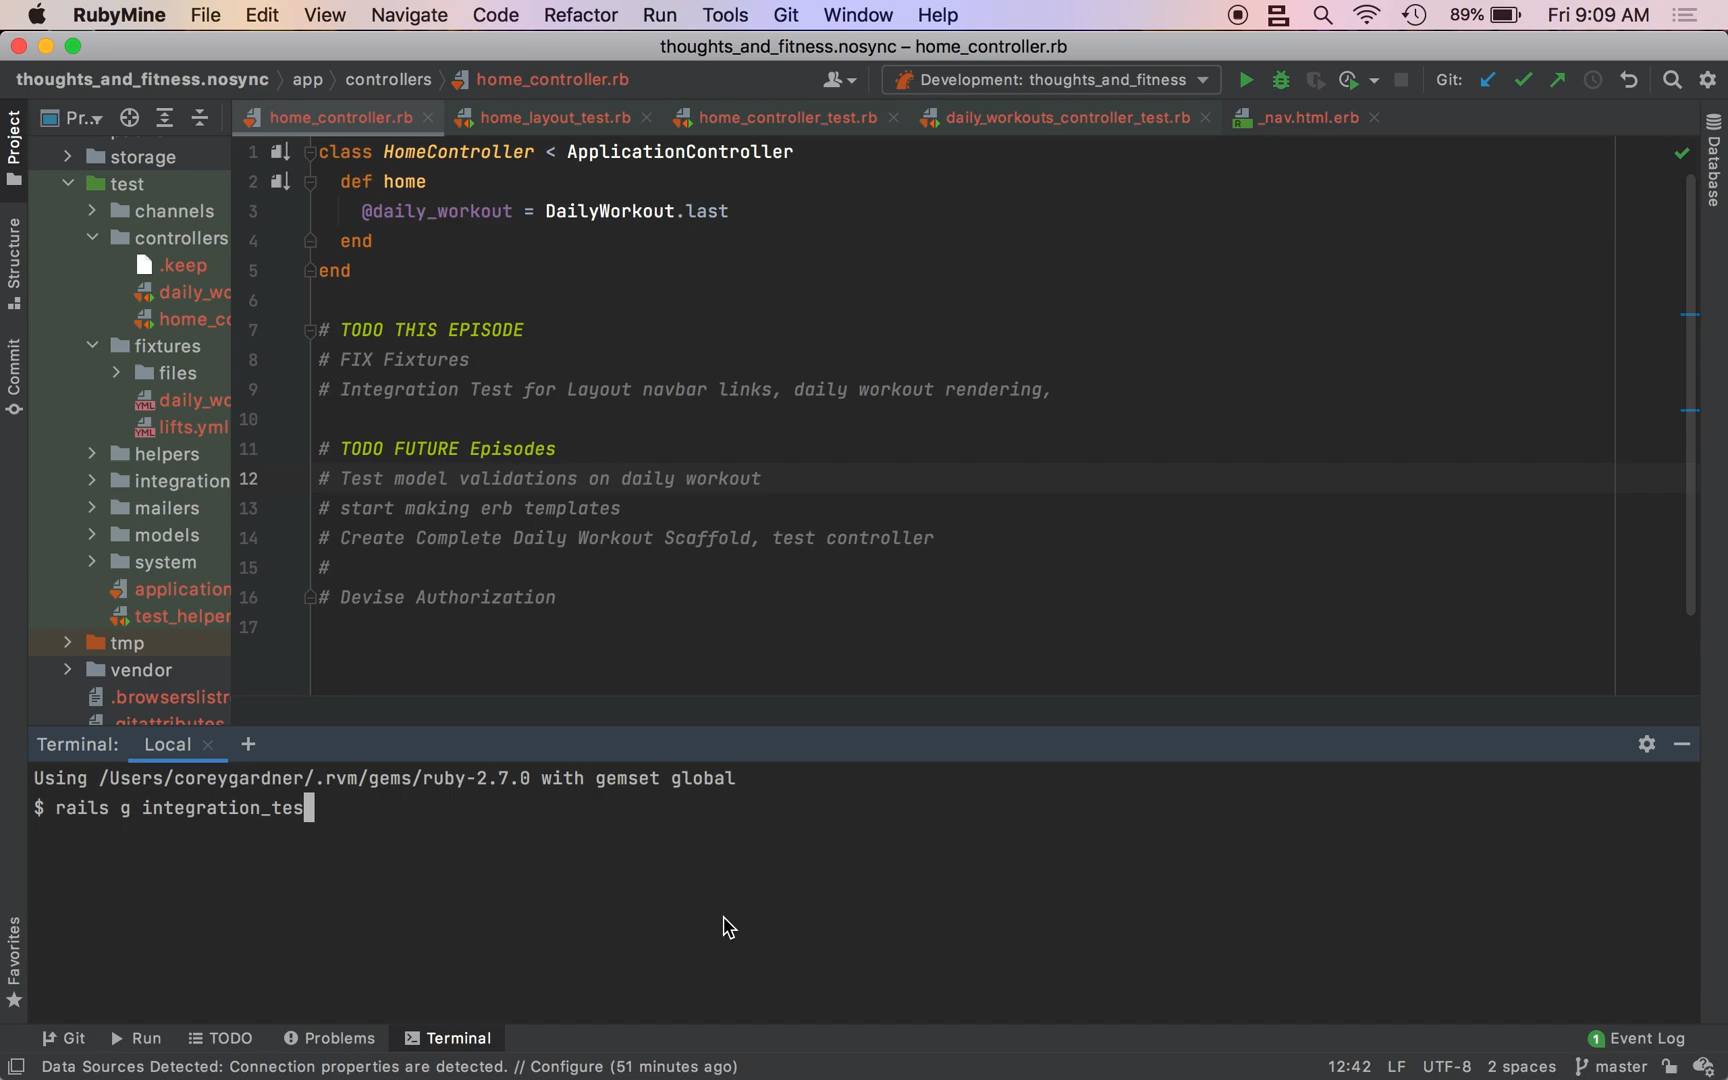 RubyMine File Edit View Navigate Code Refactor Run Tools Git Window Help 89% Fri 9:09 AM
thoughts_and_fitness.nosync – home_controller.rb
thoughts_and_fitness.nosync app controllers home_controller.rb Development: thoughts_and_fitness Git:
Project Pr.. home_controller.rb home_layout_test.rb home_controller_test.rb daily_workouts_controller_test.rb _nav.html.erb
storage
test
channels
controllers
.keep
daily_wo
home_co
fixtures
files
daily_wo
lifts.yml
helpers
integration
mailers
models
system
application
test_helper
tmp
vendor
.browserslistr
.gitattributes
1 class HomeController < ApplicationController
2 def home
3 @daily_workout = DailyWorkout.last
4 end
5 end
6
7 # TODO THIS EPISODE
8 # FIX Fixtures
9 # Integration Test for Layout navbar links, daily workout rendering,
10
11 # TODO FUTURE Episodes
12 # Test model validations on daily workout
13 # start making erb templates
14 # Create Complete Daily Workout Scaffold, test controller
15 #
16 # Devise Authorization
17
Database
Structure
Commit
Favorites
Terminal: Local
Using /Users/coreygardner/.rvm/gems/ruby-2.7.0 with gemset global
$ rails g integration_tes
Git Run TODO Problems Terminal 1 Event Log
Data Sources Detected: Connection properties are detected. // Configure (51 minutes ago) 12:42 LF UTF-8 2 spaces master